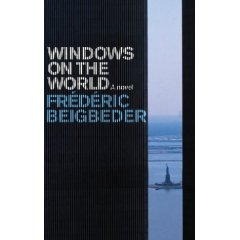 WINDOWS
ON THE
WORLD A novel
FRÉDÉRIC
BEIGBEDER